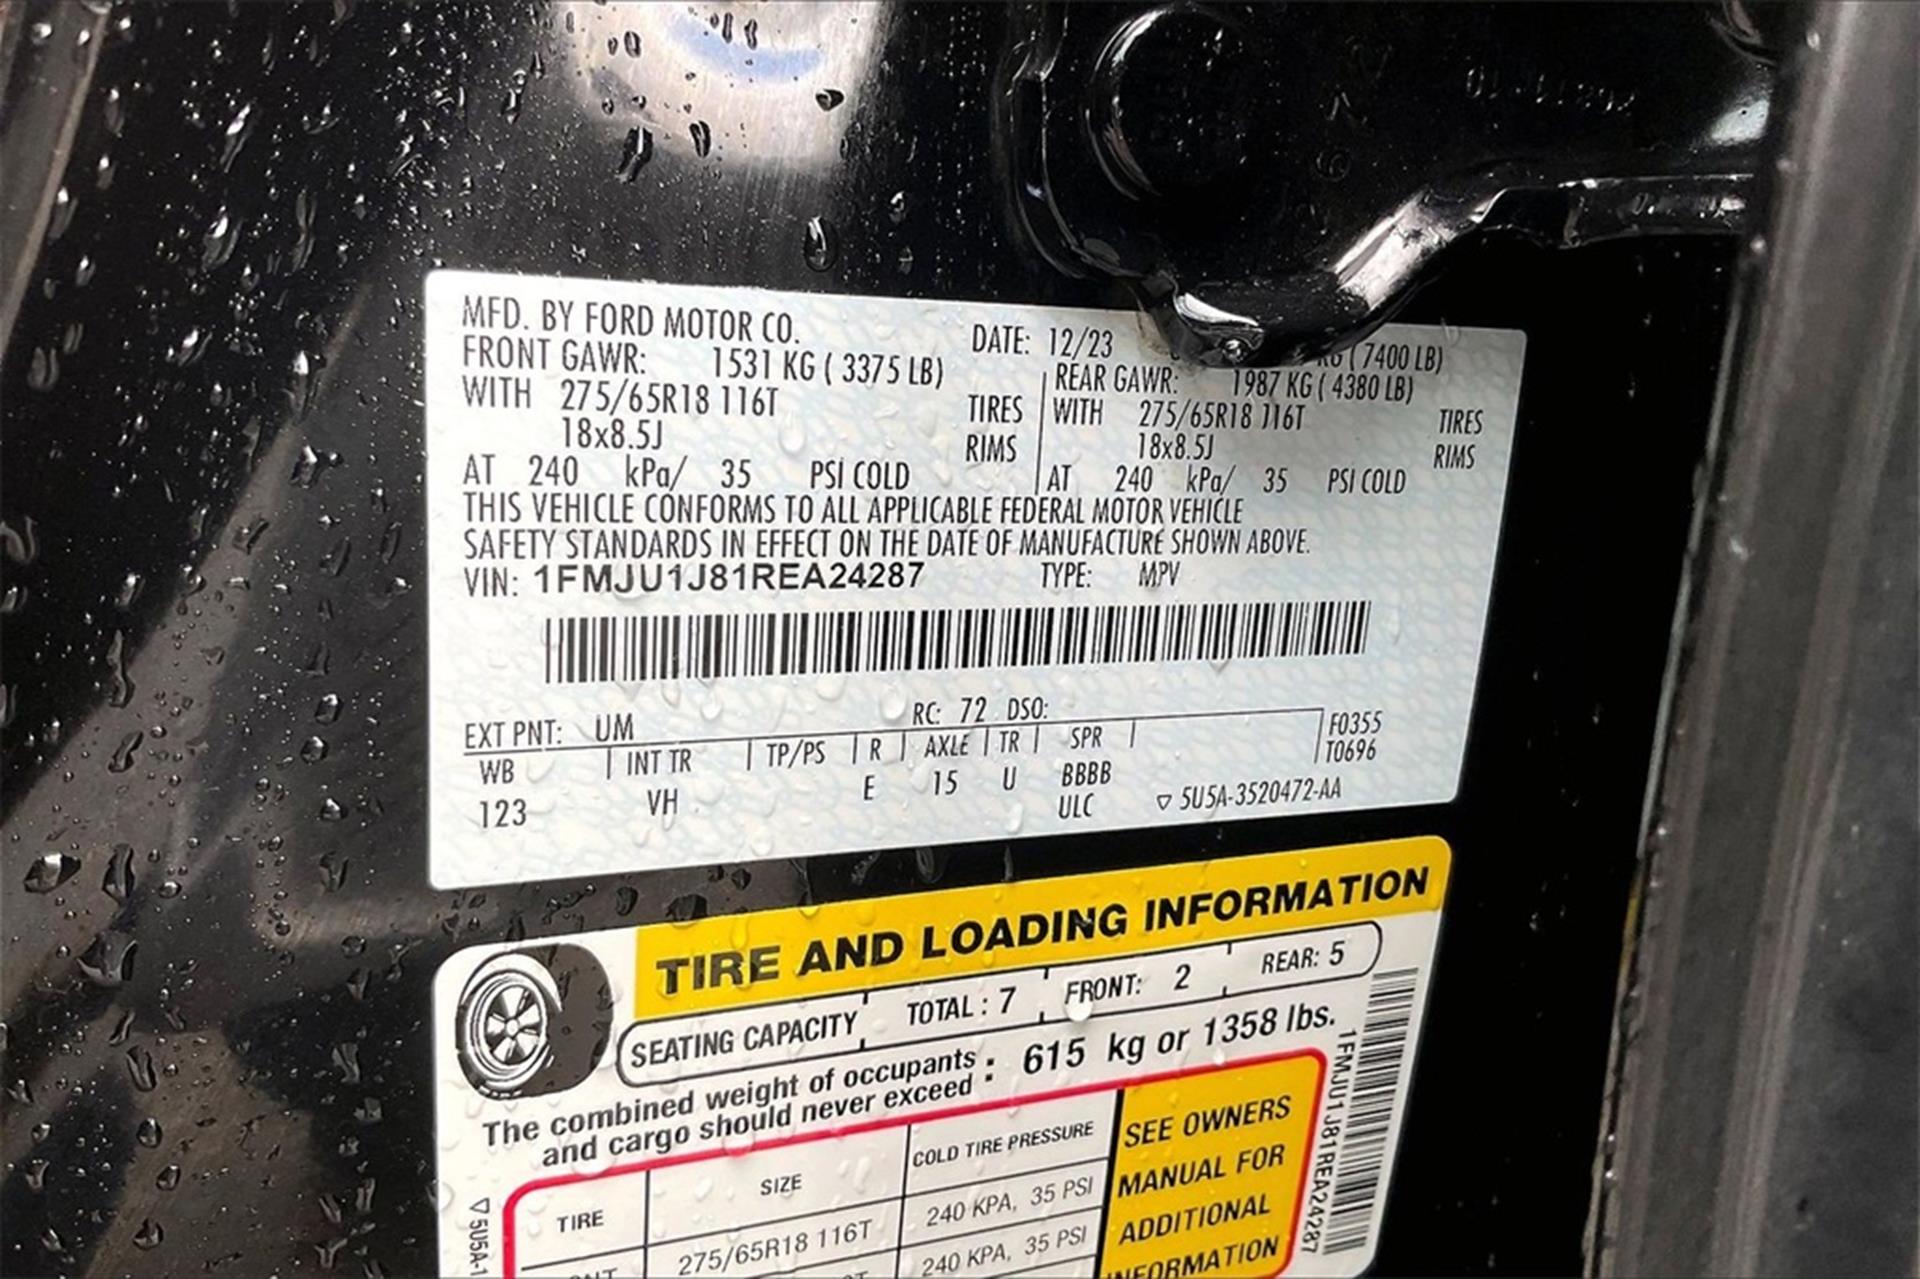 MFD. BY FORD MOTOR CO.
DATE: 12/23
KG ( 7400 LB)
FRONT GAWR: 1531 KG ( 3375 LB)
REAR GAWR: 1987 KG ( 4380 LB)
WITH 275/65R18 116T TIRES
WITH 275/65R18 116T TIRES
18x8.5J RIMS
18x8.5J RIMS
AT 240 kPa/ 35 PSI COLD
AT 240 kPa/ 35 PSI COLD
THIS VEHICLE CONFORMS TO ALL APPLICABLE FEDERAL MOTOR VEHICLE
SAFETY STANDARDS IN EFFECT ON THE DATE OF MANUFACTURE SHOWN ABOVE.
VIN: 1FMJU1J81REA24287 TYPE: MPV
EXT PNT: UM RC: 72 DSO:
WB INT TR TP/PS R AXLE TR SPR
F0355
T0696
123 VH E 15 U BBBB
ULC
▽ 5U5A-3520472-AA
TIRE AND LOADING INFORMATION
SEATING CAPACITY TOTAL : 7 FRONT: 2 REAR: 5
The combined weight of occupants
and cargo should never exceed : 615 kg or 1358 lbs.
TIRE SIZE COLD TIRE PRESSURE
275/65R18 116T 240 KPA, 35 PSI
240 KPA, 35 PSI
SEE OWNERS
MANUAL FOR
ADDITIONAL
INFORMATION
1FMJU1J81REA24287
▽ 5U5A-1